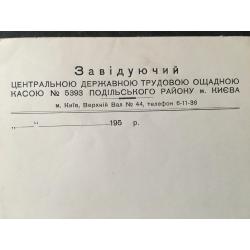 Завідуючий
ЦЕНТРАЛЬНОЮ ДЕРЖАВНОЮ ТРУДОВОЮ ОЩАДНОЮ
КАСОЮ № 5393 ПОДІЛЬСЬКОГО РАЙОНУ м. КИЄВА
м. Київ, Верхній Вал № 44, телефон 6-11-36
„ “ 195 р.